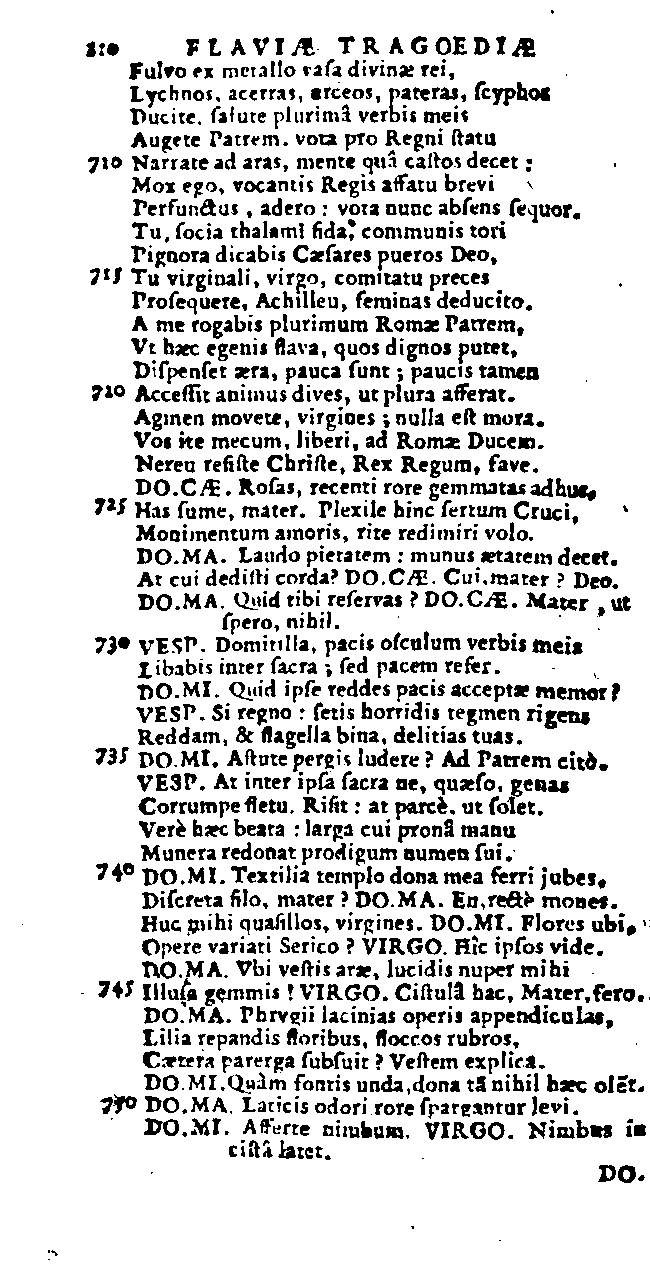 210 FLAVIÆ TRAGOEDIÆ
Fulvo ex metallo vaſa divinæ rei,
Lychnos, acerras, urceos, pateras, ſcyphos
Ducite. ſalute plurimâ verbis meis
Augete Patrem. vota pro Regni ſtatu
710 Narrate ad aras, mente quâ caſtos decet:
Mox ego, vocantis Regis affatu brevi
Perfunctus, adero: vota nunc abſens ſequor.
Tu, ſocia thalami fida, communis tori
Pignora dicabis Cæſares pueros Deo,
715 Tu virginali, virgo, comitatu preces
Proſequere, Achilleu, feminas deducito.
A me rogabis plurimum Romæ Patrem,
Vt hæc egenis flava, quos dignos putet,
Diſpenſet æra, pauca ſunt; paucis tamen
710 Acceſſit animus dives, ut plura afferat.
Agmen movete, virgines; nulla eſt mora.
Vos ite mecum, liberi, ad Romæ Ducem.
Nereu reſiſte Chriſte, Rex Regum, fave.
DO.CÆ. Roſas, recenti rore gemmatas adhuc,
725 Has ſume, mater. Plexile hinc ſertum Cruci,
Monimentum amoris, rite redimiri volo.
DO.MA. Laudo pietatem: munus ætatem decet.
At cui dediſti corda? DO.CÆ. Cui, mater? Deo.
DO.MA. Quid tibi reſervas? DO.CÆ. Mater, ut
ſpero, nihil.
730 VESP. Domitilla, pacis oſculum verbis meis
Libabis inter ſacra; ſed pacem refer.
DO.MI. Quid ipſe reddes pacis acceptæ memor?
VESP. Si regno: ſetis horridis tegmen rigens
Reddam, & flagella bina, delitias tuas.
735 DO.MI. Aſtute pergis ludere? Ad Patrem citò.
VESP. At inter ipſa ſacra ne, quæſo, genas
Corrumpe fletu. Riſit: at parcè, ut ſolet.
Verè hæc beata: larga cui pronâ manu
Munera redonat prodigum numen ſui.
740 DO.MI. Textilia templo dona mea ferri jubes,
Diſcreta filo, mater? DO.MA. En, rectè mones.
Huc mihi quaſillos, virgines. DO.MI. Flores ubi,
Opere variati Serico? VIRGO. Hîc ipſos vide.
DO.MA. Vbi veſtis aræ, lucidis nuper mihi
745 Illuſa gemmis! VIRGO. Ciſtulâ hac, Mater, fero.
DO.MA. Phrygii lacinias operis appendiculas,
Lilia repandis floribus, floccos rubros,
Cætera parerga ſubſuit? Veſtem explica.
DO.MI. Quàm fontis unda, dona tã nihil hæc olẽt.
750 DO.MA. Laticis odori rore ſpargantur levi.
DO.MI. Afferte nimbum. VIRGO. Nimbus in
ciſtâ latet.
DO.